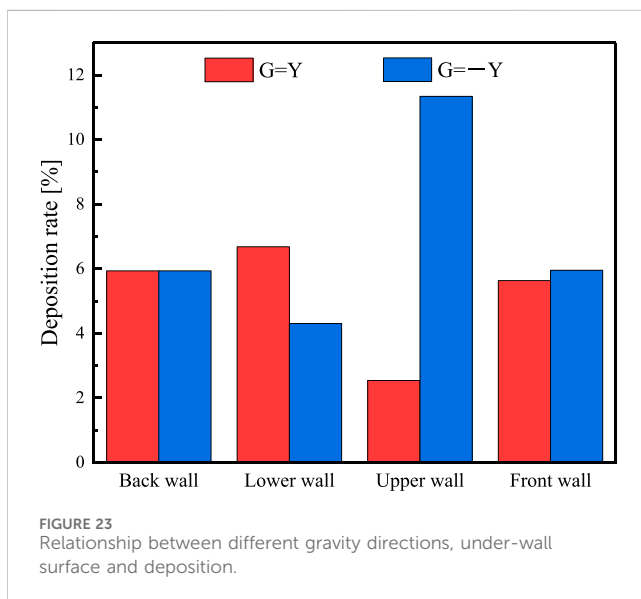 G=Y
G=−Y
12
10
8
6
4
2
0
Deposition rate [%]
Back wall
Lower wall
Upper wall
Front wall
FIGURE 23
Relationship between different gravity directions, under-wall
surface and deposition.